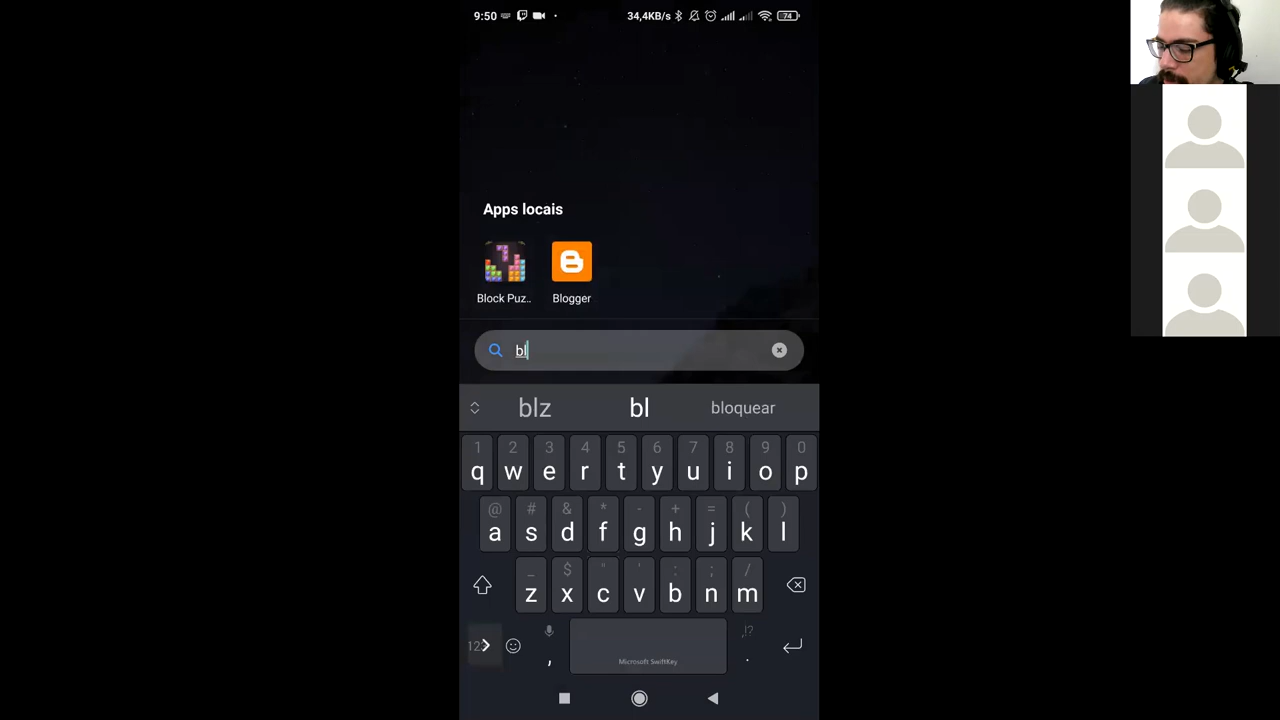 9:50 34,4KB/s 74
Apps locais
Block Puz.. Blogger
bl
blz bl bloquear
1 2 3 4 5 6 7 8 9 0
q w e r t y u i o p
@ # & * - + = ( )
a s d f g h j k l
_ $ " ' : ; /
z x c v b n m
12 , Microsoft SwiftKey ,!? .